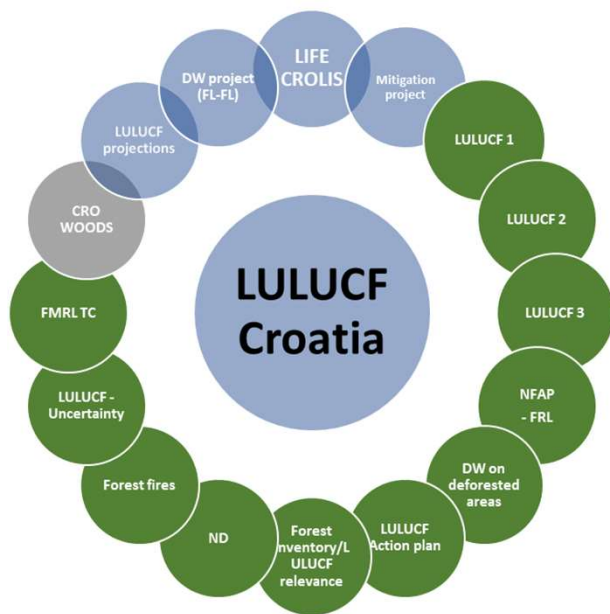 LIFE
CROLIS
Mitigation
project
LULUCF 1
LULUCF 2
LULUCF 3
NFAP
- FRL
DW on
deforested
areas
LULUCF
Action plan
Forest
inventory/L
ULUCF
relevance
ND
Forest fires
LULUCF -
Uncertainty
FMRL TC
CRO
WOODS
LULUCF
projections
DW project
(FL-FL)
LULUCF
Croatia